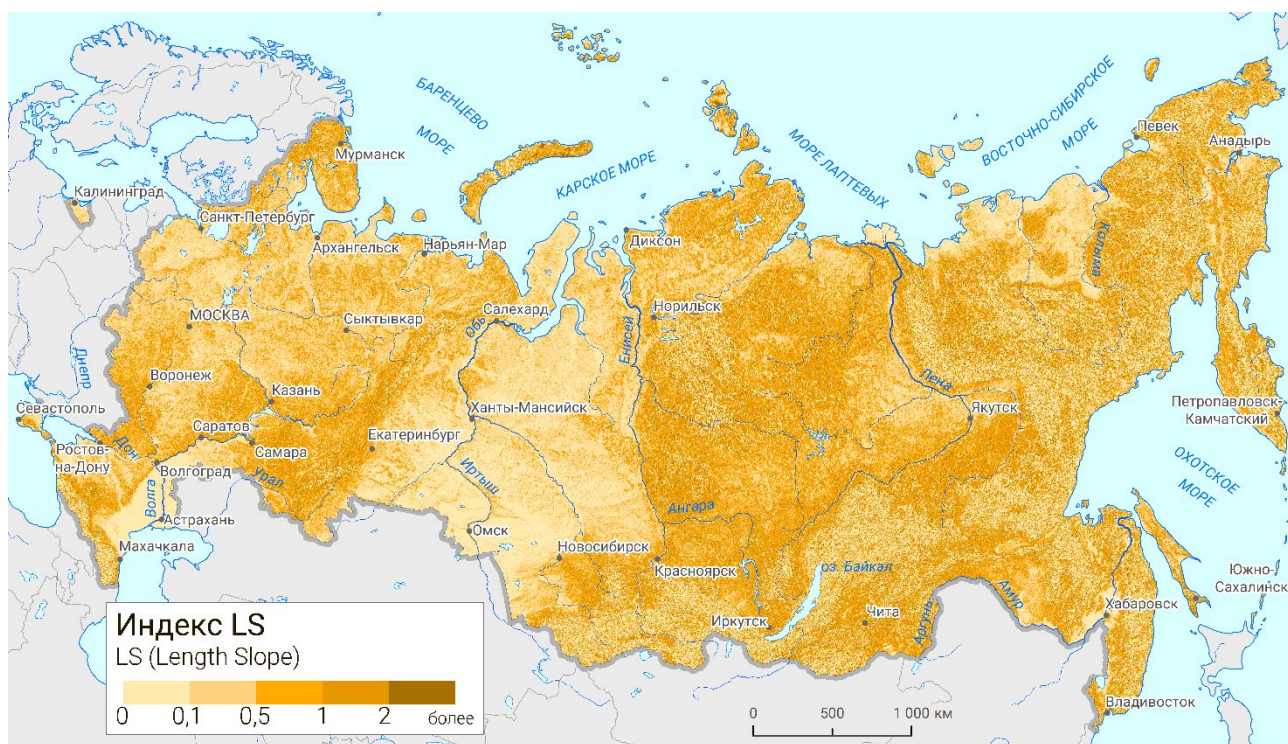 БАРЕНЦЕВО
МОРЕ
КАРСКОЕ МОРЕ
МОРЕ ЛАПТЕВЫХ
ВОСТОЧНО-СИБИРСКОЕ
МОРЕ
Певек
Анадырь
Мурманск
Калининград
Санкт-Петербург
Архангельск
Нарьян-Мар
Диксон
Колыма
МОСКВА
Сыктывкар
Салехард
Обь
Енисей
Норильск
Лена
Днепр
Воронеж
Казань
Ханты-Мансийск
Якутск
Петропавловск-
Камчатский
Севастополь
Ростов-
на-Дону
Дон
Саратов
Самара
Екатеринбург
Волгоград
Урал
Иртыш
ОХОТСКОЕ
МОРЕ
Волга
Астрахань
Омск
Ангара
Махачкала
Новосибирск
Красноярск
оз. Байкал
Иркутск
Чита
Аргунь
Амур
Хабаровск
Южно-
Сахалинск
Владивосток
Индекс LS
LS (Length Slope)
0 0,1 0,5 1 2 более
0 500 1 000 км